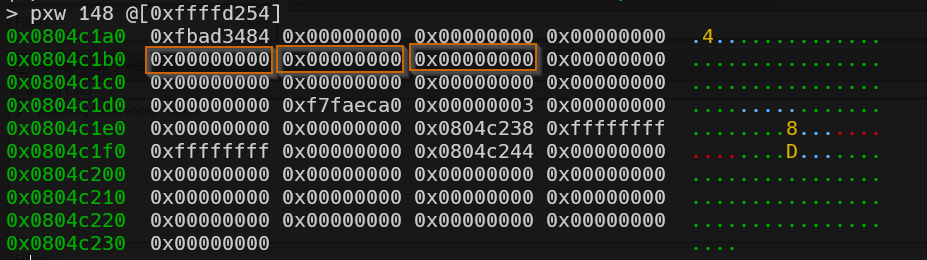 > pxw 148 @[0xffffd254]
0x0804c1a0 0xfbad3484 0x00000000 0x00000000 0x00000000 .4..............
0x0804c1b0 0x00000000 0x00000000 0x00000000 0x00000000 ................
0x0804c1c0 0x00000000 0x00000000 0x00000000 0x00000000 ................
0x0804c1d0 0x00000000 0xf7faeca0 0x00000003 0x00000000 ................
0x0804c1e0 0x00000000 0x00000000 0x0804c238 0xffffffff ........8.......
0x0804c1f0 0xffffffff 0x00000000 0x0804c244 0x00000000 ........D.......
0x0804c200 0x00000000 0x00000000 0x00000000 0x00000000 ................
0x0804c210 0x00000000 0x00000000 0x00000000 0x00000000 ................
0x0804c220 0x00000000 0x00000000 0x00000000 0x00000000 ................
0x0804c230 0x00000000 ....